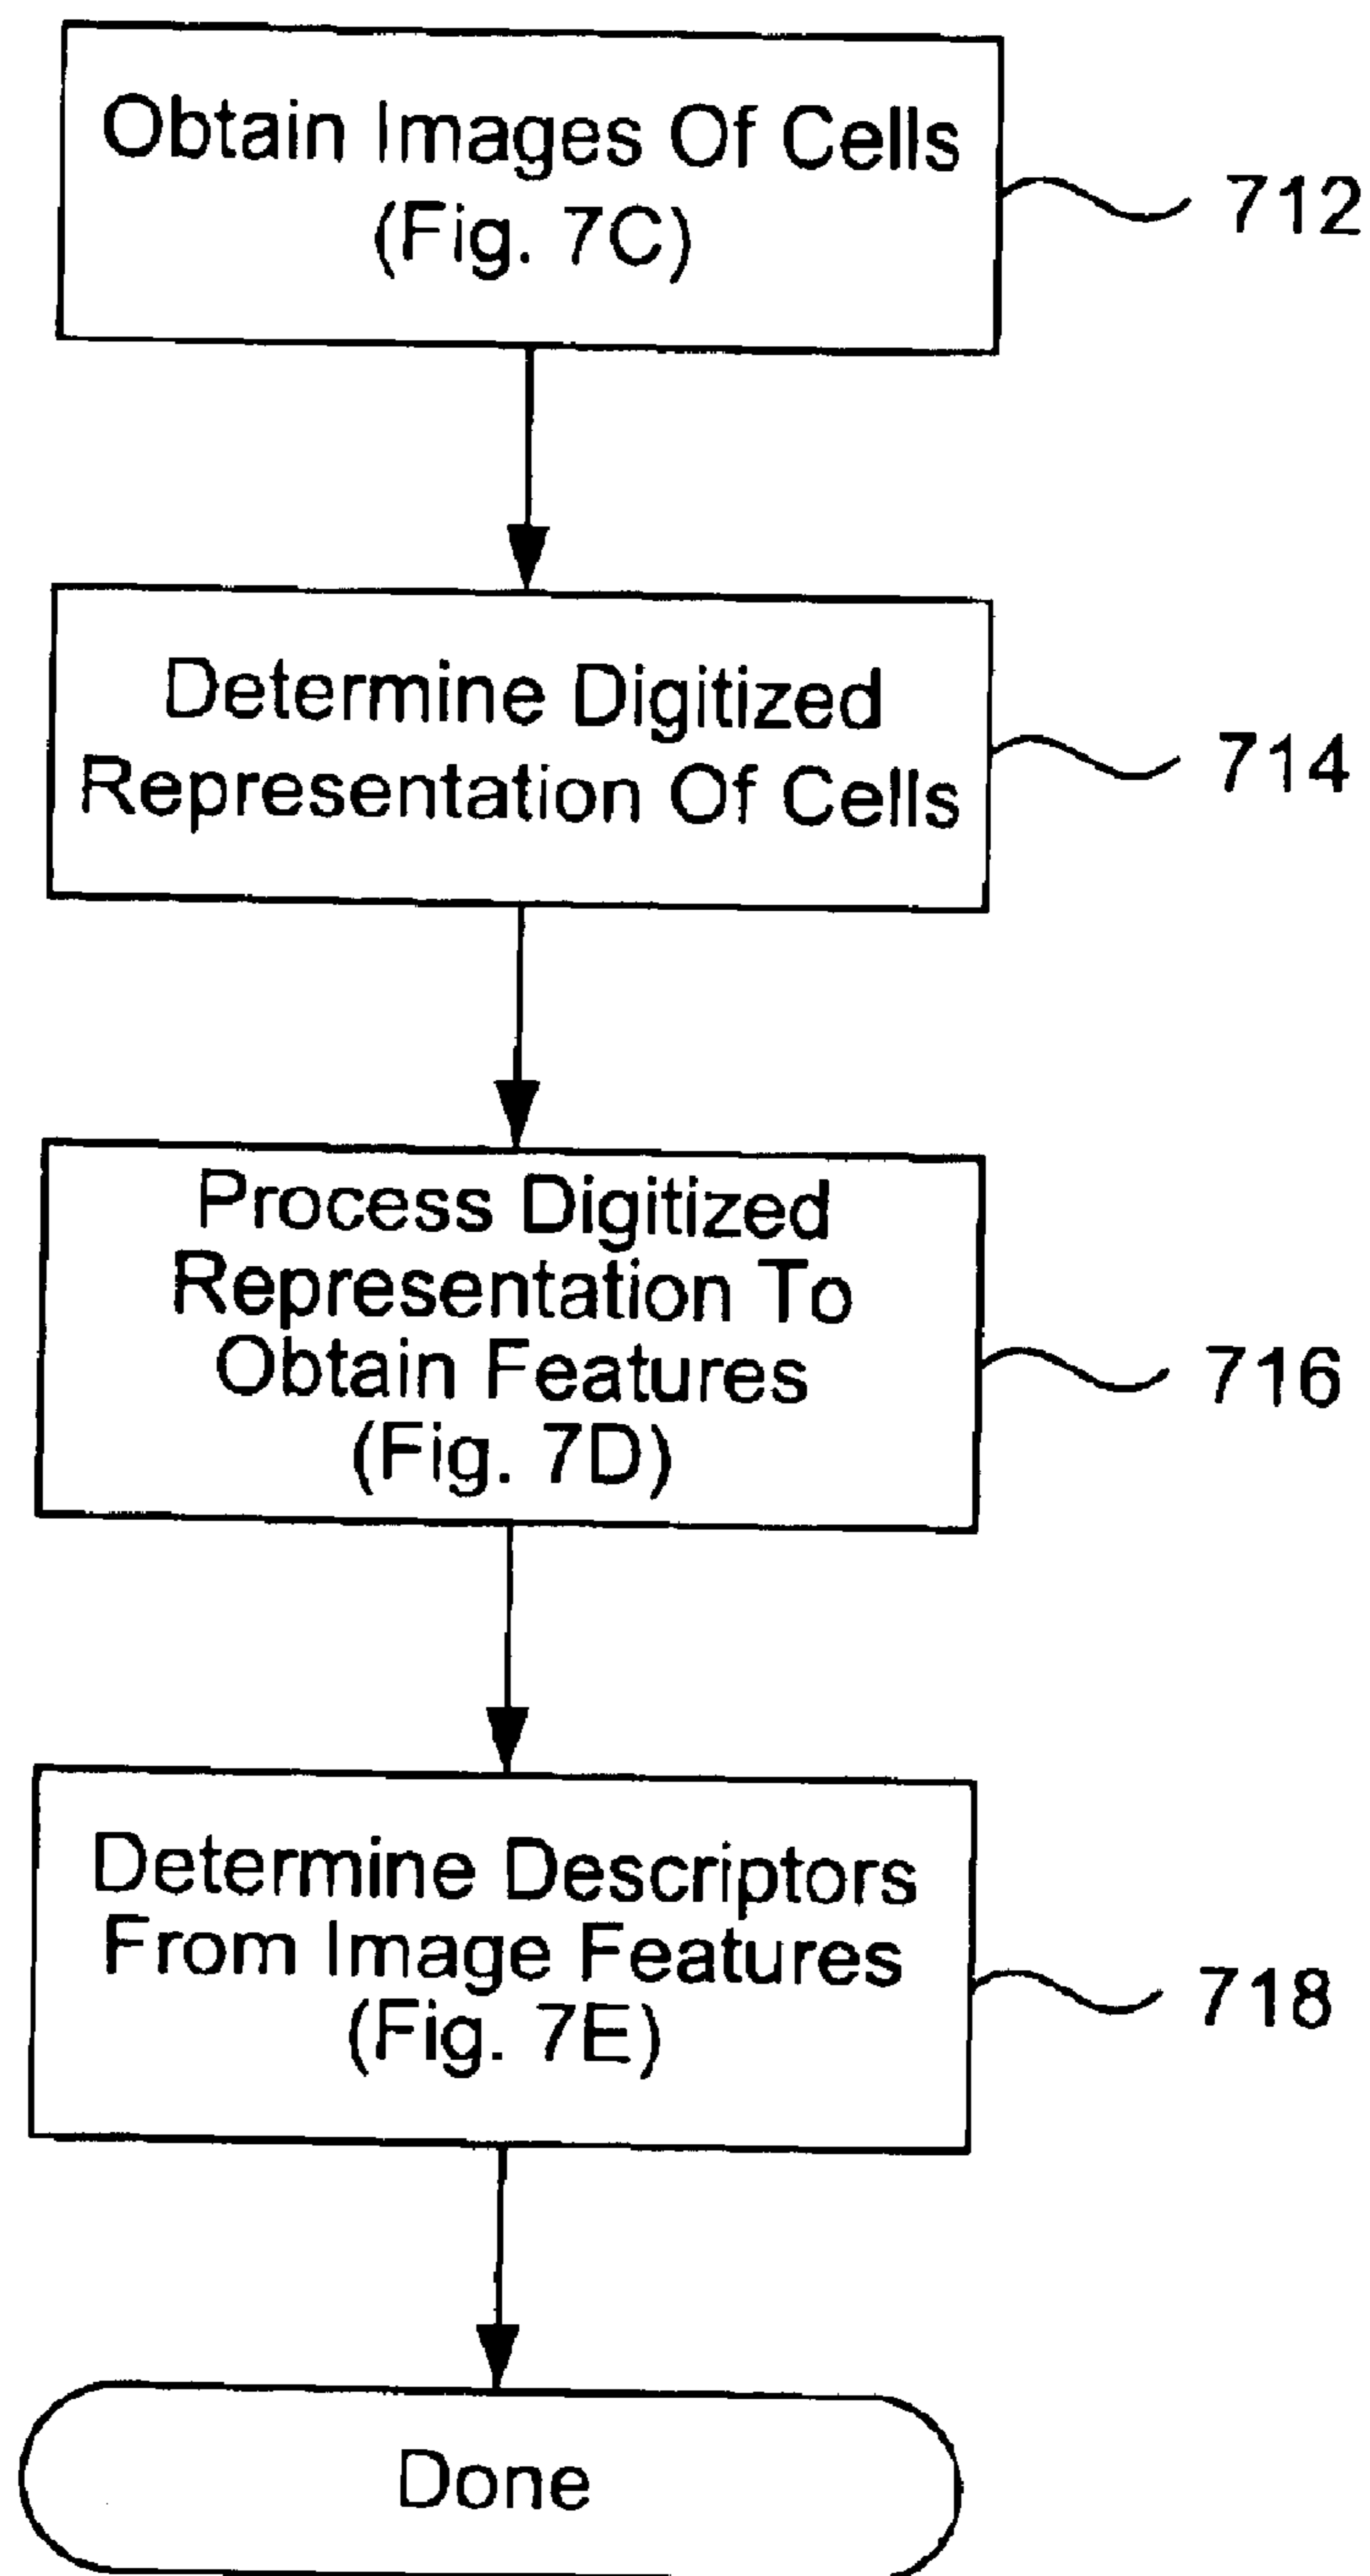 Obtain Images Of Cells
(Fig. 7C)
712
Determine Digitized
Representation Of Cells
714
Process Digitized
Representation To
Obtain Features
(Fig. 7D)
716
Determine Descriptors
From Image Features
(Fig. 7E)
718
Done